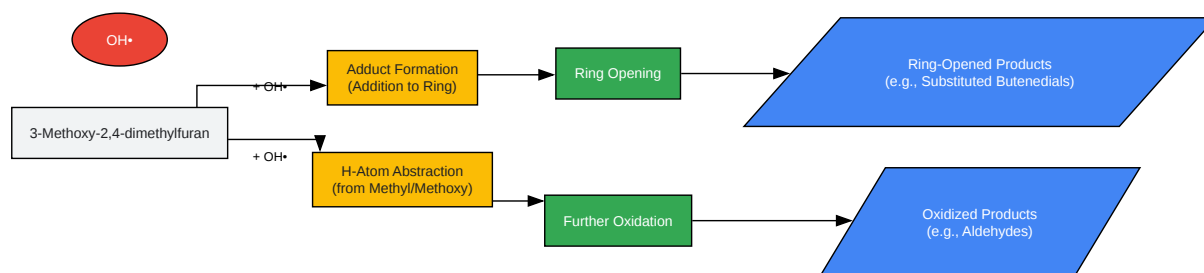 OH•
Adduct Formation
(Addition to Ring)
Ring Opening
Ring-Opened Products
(e.g., Substituted Butenedials)
+ OH•
3-Methoxy-2,4-dimethylfuran
+ OH•
H-Atom Abstraction
(from Methyl/Methoxy)
Further Oxidation
Oxidized Products
(e.g., Aldehydes)